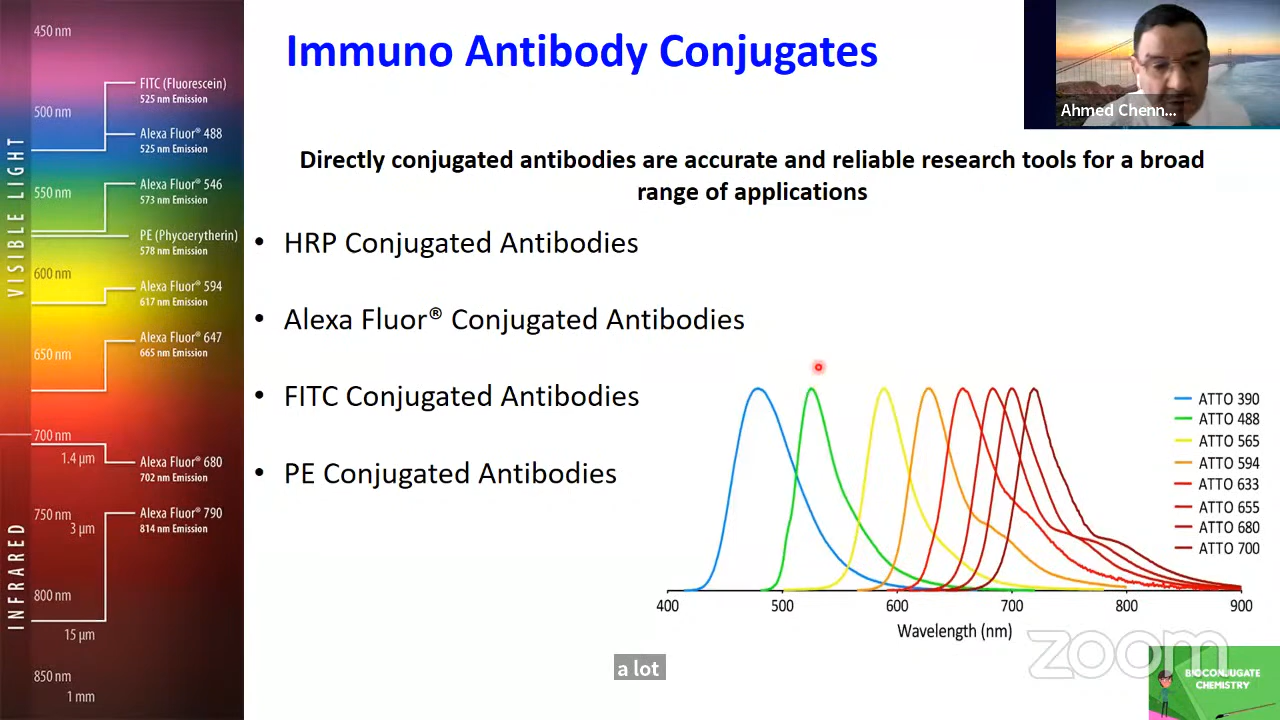 Immuno Antibody Conjugates
Ahmed Chenn...
Directly conjugated antibodies are accurate and reliable research tools for a broad
range of applications
• HRP Conjugated Antibodies
• Alexa Fluor® Conjugated Antibodies
• FITC Conjugated Antibodies
• PE Conjugated Antibodies
VISIBLE LIGHT
INFRARED
450 nm
500 nm
550 nm
600 nm
650 nm
700 nm
1.4 µm
750 nm
3 µm
800 nm
15 µm
850 nm
1 mm
FITC (Fluorescein)
525 nm Emission
Alexa Fluor® 488
525 nm Emission
Alexa Fluor® 546
573 nm Emission
PE (Phycoerythrin)
578 nm Emission
Alexa Fluor® 594
617 nm Emission
Alexa Fluor® 647
665 nm Emission
Alexa Fluor® 680
702 nm Emission
Alexa Fluor® 790
814 nm Emission
ATTO 390
ATTO 488
ATTO 565
ATTO 594
ATTO 633
ATTO 655
ATTO 680
ATTO 700
400 500 600 700 800 900
Wavelength (nm)
zoom
a lot
BIOCONJUGATE
CHEMISTRY